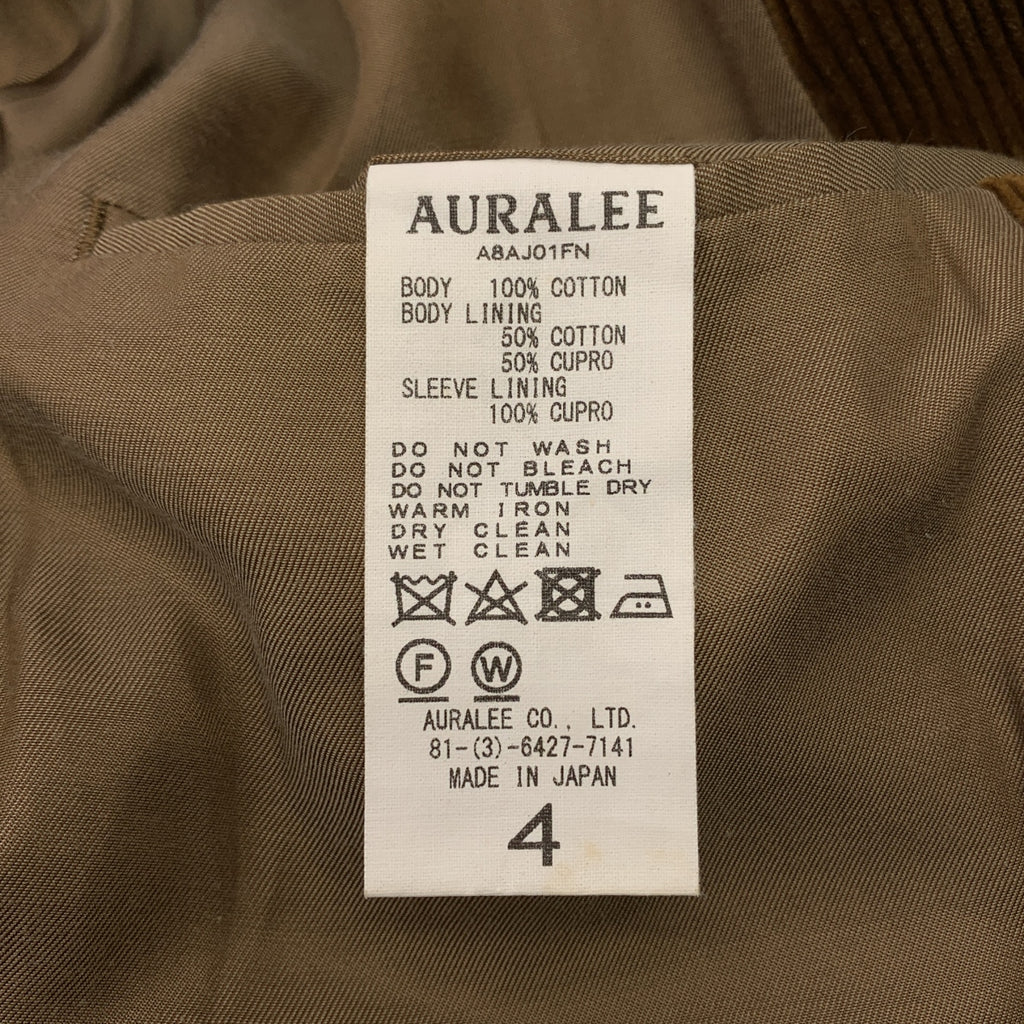 AURALEE
A8AJ01FN
BODY 100% COTTON
BODY LINING
50% COTTON
50% CUPRO
SLEEVE LINING
100% CUPRO
DO NOT WASH
DO NOT BLEACH
DO NOT TUMBLE DRY
WARM IRON
DRY CLEAN
WET CLEAN
F W
AURALEE CO., LTD.
81-(3)-6427-7141
MADE IN JAPAN
4